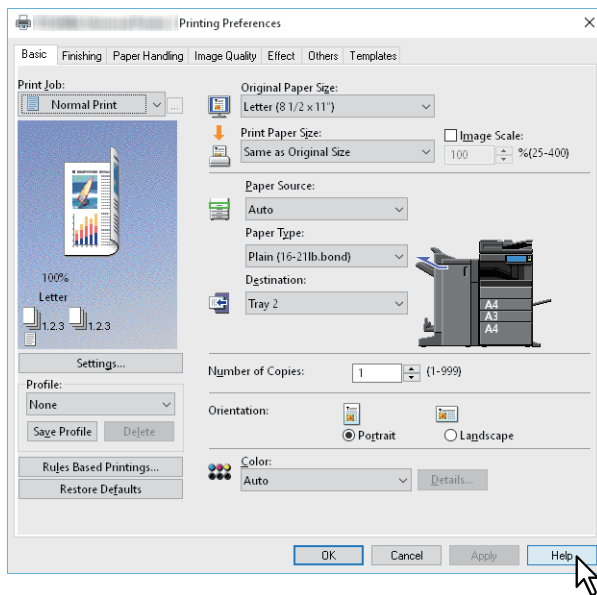 Printing Preferences
Basic Finishing Paper Handling Image Quality Effect Others Templates
Print Job:
Normal Print
...
100%
Letter
1.2.3 1.2.3
Settings...
Profile:
None
Save Profile Delete
Rules Based Printings...
Restore Defaults
Original Paper Size:
Letter (8 1/2 x 11")
Print Paper Size:
Same as Original Size
Image Scale:
100 %(25-400)
Paper Source:
Auto
Paper Type:
Plain (16-21lb.bond)
Destination:
Tray 2
A4
A3
A4
Number of Copies: 1 (1-999)
Orientation:
Portrait Landscape
Color:
Auto Details...
OK Cancel Apply Help